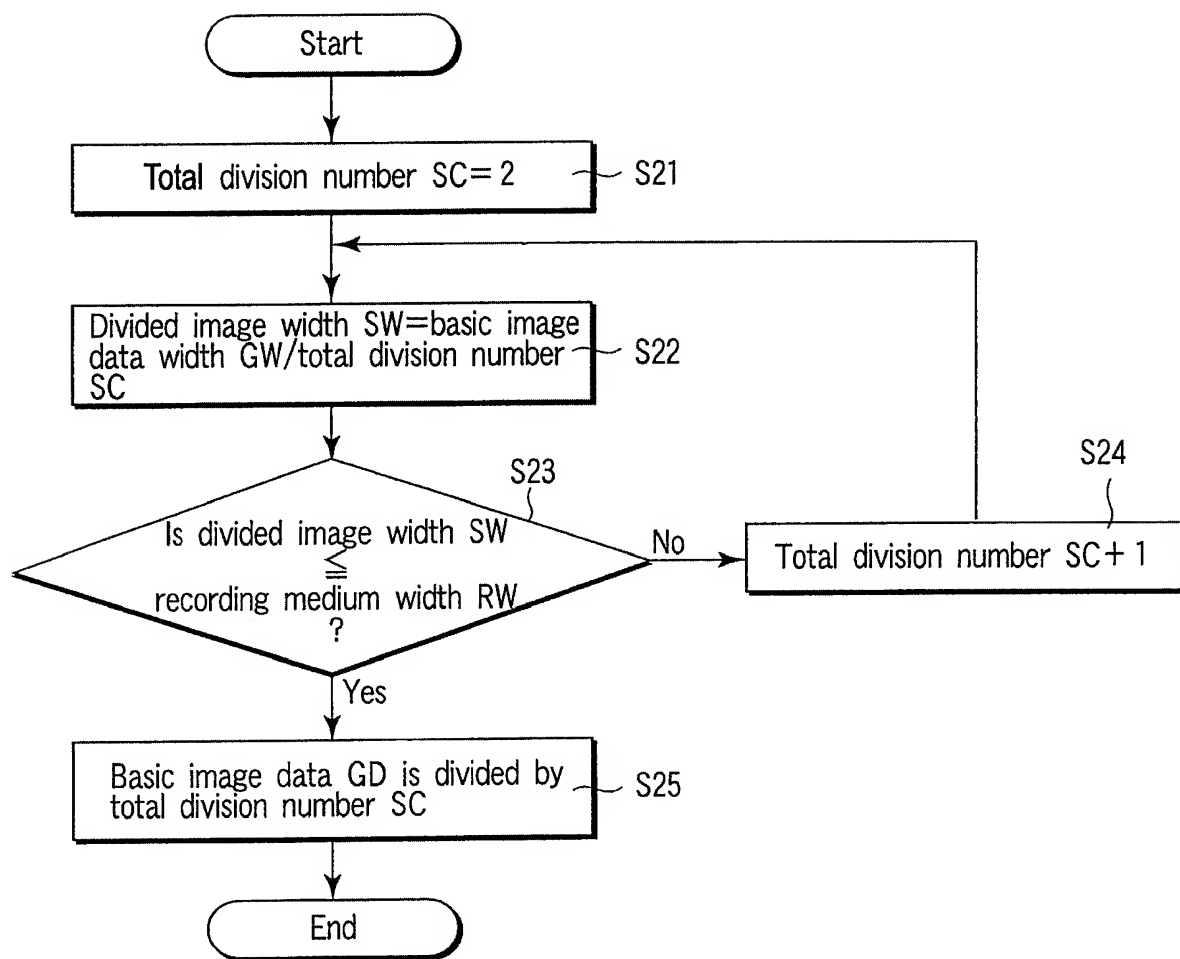 Start
Total division number SC=2
S21
Divided image width SW=basic image
data width GW/total division number
SC
S22
S23
Is divided image width SW
≦
recording medium width RW
?
No
S24
Total division number SC+1
Yes
Basic image data GD is divided by
total division number SC
S25
End